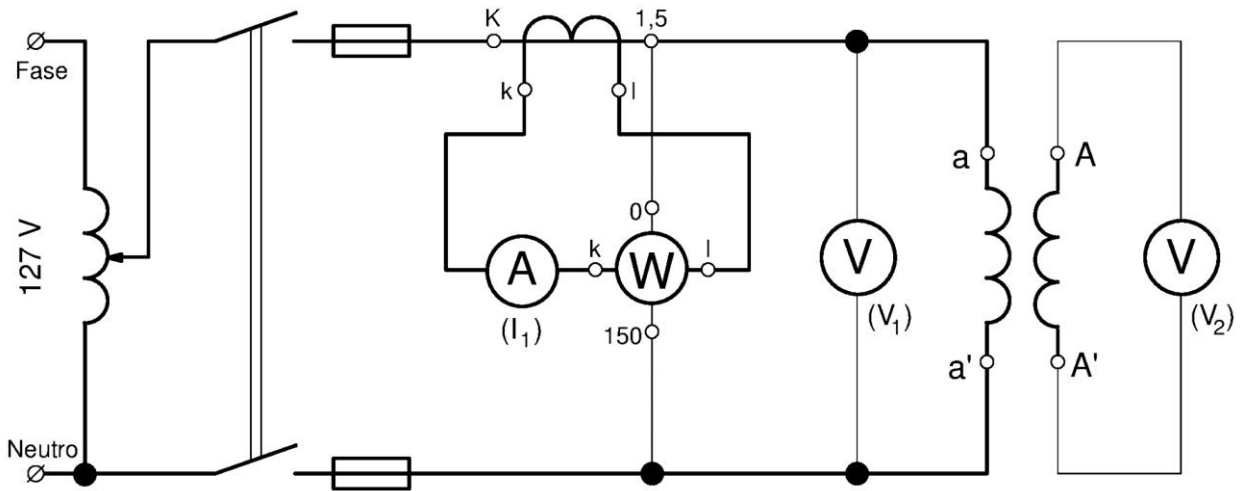 Fase
127 V
Neutro
K
1,5
k
l
0
A
k
W
l
(I₁)
150
V
(V₁)
a
a'
A
A'
V
(V₂)